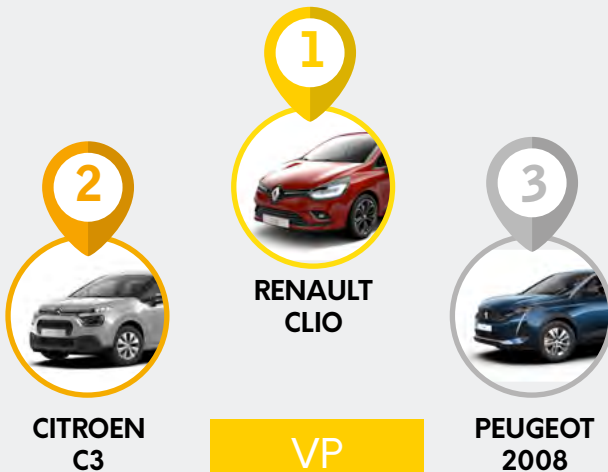 1
2
3
RENAULT
CLIO
CITROEN
C3
VP
PEUGEOT
2008